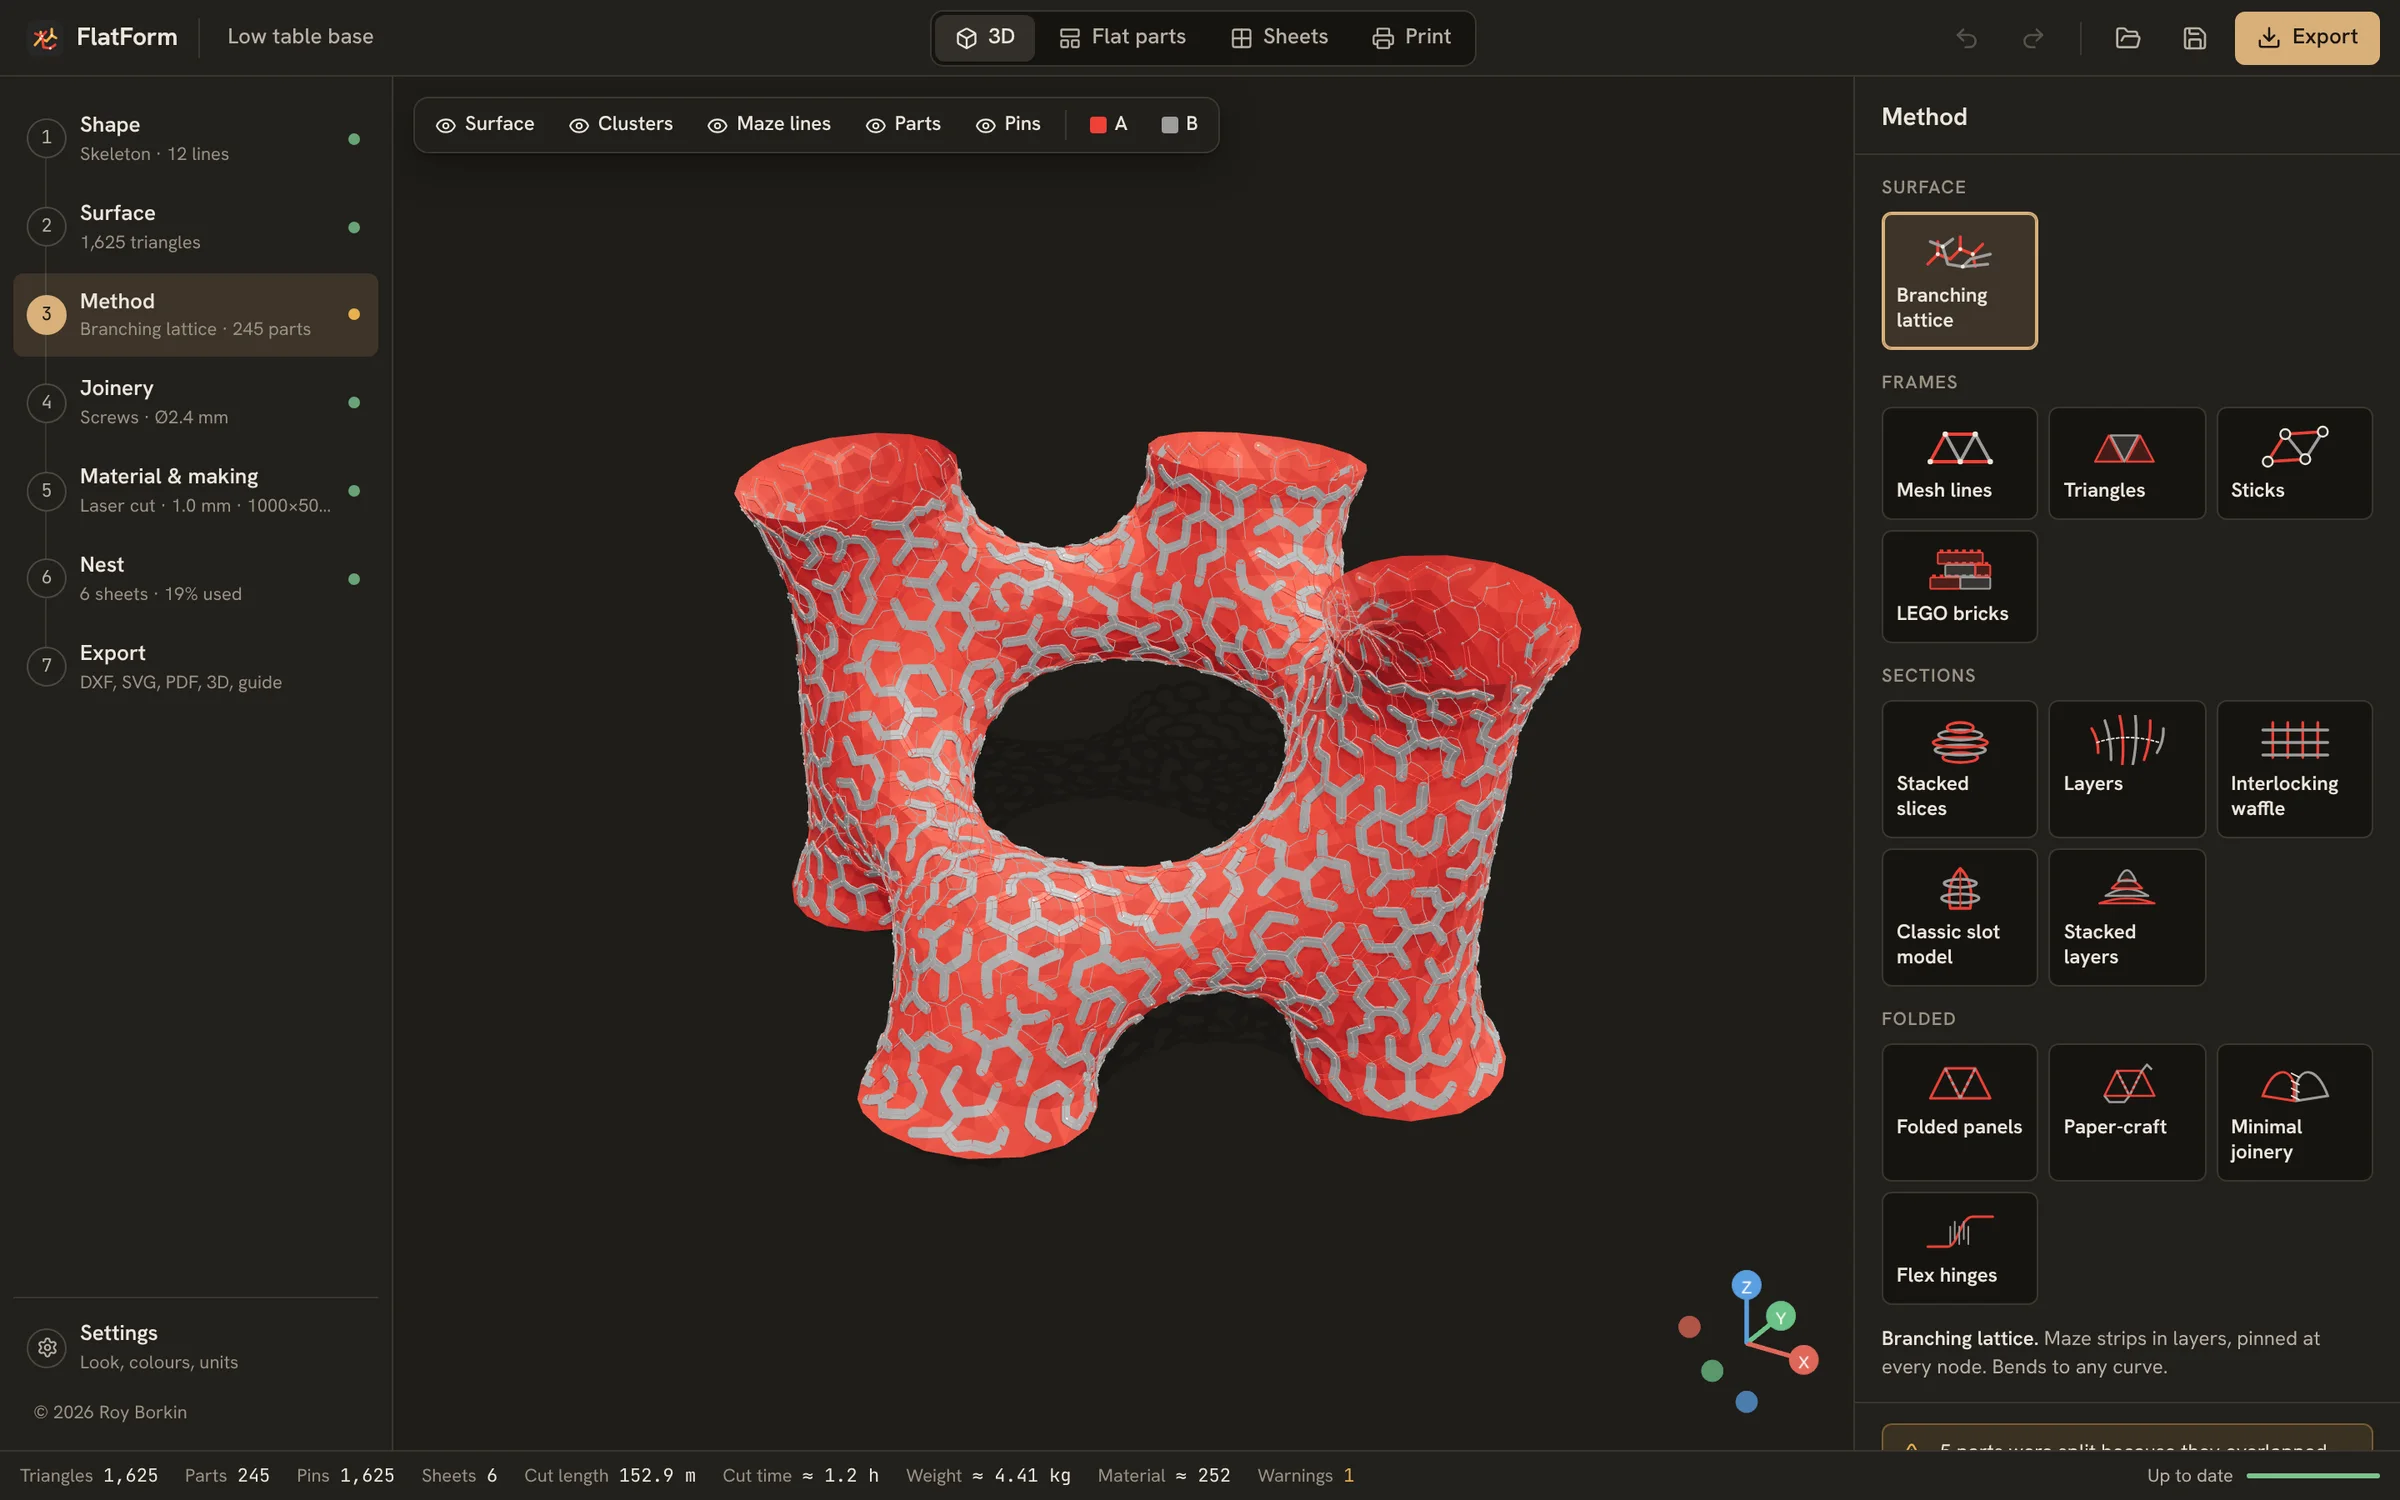 FlatForm
Low table base
3D
Flat parts
Sheets
Print
Export
1
Shape
Skeleton · 12 lines
2
Surface
1,625 triangles
3
Method
Branching lattice · 245 parts
4
Joinery
Screws · Ø2.4 mm
5
Material & making
Laser cut · 1.0 mm · 1000×50...
6
Nest
6 sheets · 19% used
7
Export
DXF, SVG, PDF, 3D, guide
Settings
Look, colours, units
© 2026 Roy Borkin
Surface
Clusters
Maze lines
Parts
Pins
A
B
Z
Y
X
Method
SURFACE
Branching
lattice
FRAMES
Mesh lines
Triangles
Sticks
LEGO bricks
SECTIONS
Stacked
slices
Layers
Interlocking
waffle
Classic slot
model
Stacked
layers
FOLDED
Folded panels
Paper-craft
Minimal
joinery
Flex hinges
Branching lattice. Maze strips in layers, pinned at
every node. Bends to any curve.
5 parts were split because they overlapped
Triangles 1,625
Parts 245
Pins 1,625
Sheets 6
Cut length 152.9 m
Cut time ≈ 1.2 h
Weight ≈ 4.41 kg
Material ≈ 252
Warnings 1
Up to date